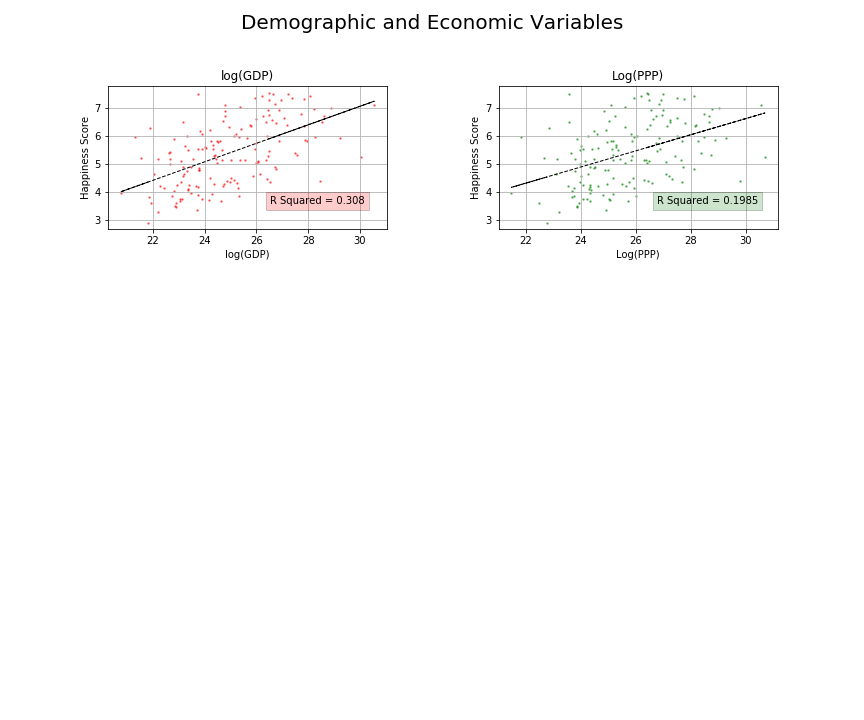 Demographic and Economic Variables
log(GDP)
Happiness Score
7
6
5
4
3
R Squared = 0.308
22 24 26 28 30
log(GDP)
Log(PPP)
Happiness Score
7
6
5
4
3
R Squared = 0.1985
22 24 26 28 30
Log(PPP)